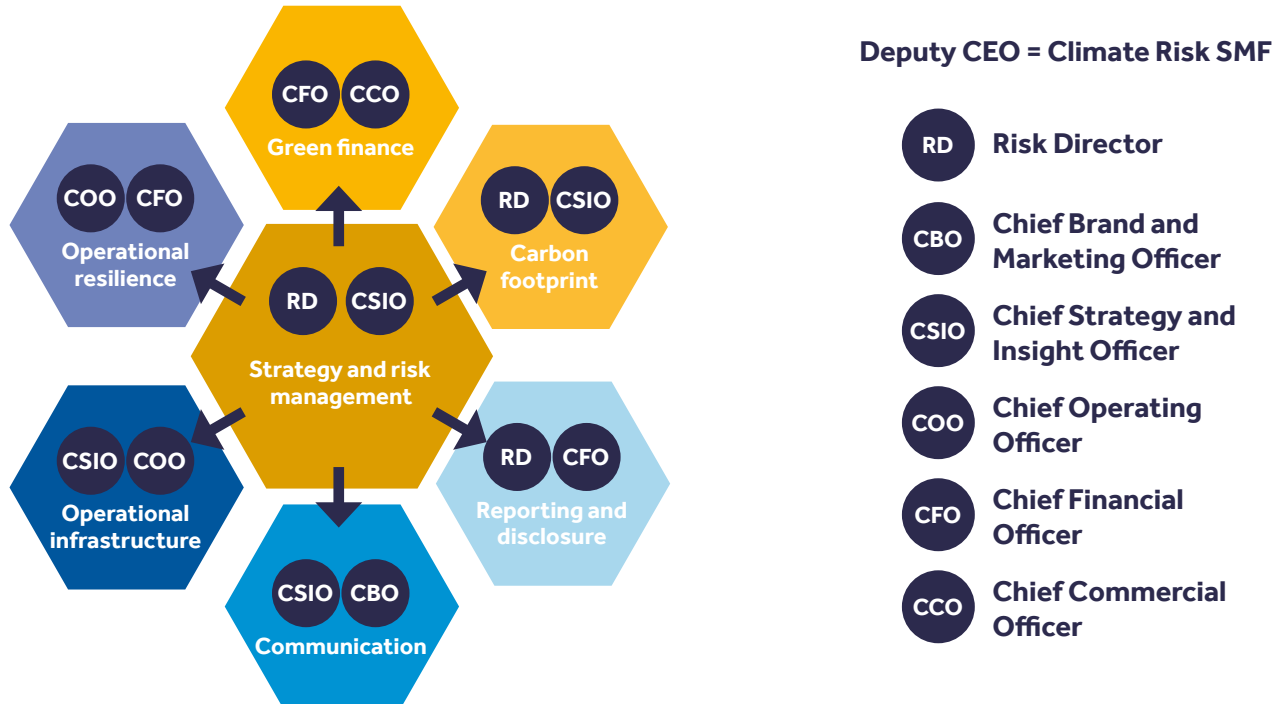 CFO CCO
Green finance
COO CFO
Operational
resilience
RD CSIO
Carbon
footprint
RD CSIO
Strategy and risk
management
CSIO COO
Operational
infrastructure
RD CFO
Reporting and
disclosure
CSIO CBO
Communication
Deputy CEO = Climate Risk SMF
RD Risk Director
CBO Chief Brand and
Marketing Officer
CSIO Chief Strategy and
Insight Officer
COO Chief Operating
Officer
CFO Chief Financial
Officer
CCO Chief Commercial
Officer